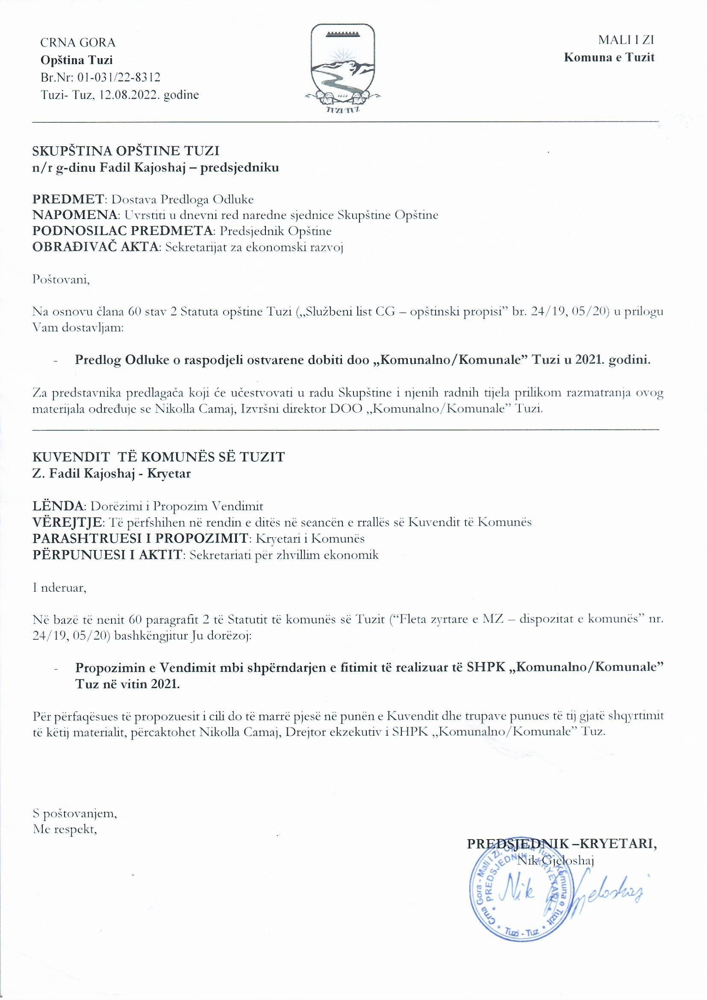 CRNA GORA
Opština Tuzi
Br.Nr: 01-031/22-8312
Tuzi- Tuz, 12.08.2022. godine
MALI I ZI
Komuna e Tuzit
TUZI TUZ
SKUPŠTINA OPŠTINE TUZI
n/r g-dinu Fadil Kajoshaj – predsjedniku
PREDMET: Dostava Predloga Odluke
NAPOMENA: Uvrstiti u dnevni red naredne sjednice Skupštine Opštine
PODNOSILAC PREDMETA: Predsjednik Opštine
OBRAĐIVAČ AKTA: Sekretarijat za ekonomski razvoj
Poštovani,
Na osnovu člana 60 stav 2 Statuta opštine Tuzi („Službeni list CG – opštinski propisi” br. 24/19, 05/20) u prilogu
Vam dostavljam:
- Predlog Odluke o raspodjeli ostvarene dobiti doo „Komunalno/Komunale” Tuzi u 2021. godini.
Za predstavnika predlagača koji će učestvovati u radu Skupštine i njenih radnih tijela prilikom razmatranja ovog
materijala određuje se Nikolla Camaj, Izvršni direktor DOO „Komunalno/Komunale” Tuzi.
KUVENDIT TË KOMUNËS SË TUZIT
Z. Fadil Kajoshaj - Kryetar
LËNDA: Dorëzimi i Propozim Vendimit
VËREJTJE: Të përfshihen në rendin e ditës në seancën e rrallës së Kuvendit të Komunës
PARASHTRUESI I PROPOZIMIT: Kryetari i Komunës
PËRPUNUESI I AKTIT: Sekretariati për zhvillim ekonomik
I nderuar,
Në bazë të nenit 60 paragrafit 2 të Statutit të komunës së Tuzit (“Fleta zyrtare e MZ – dispozitat e komunës” nr.
24/19, 05/20) bashkëngjitur Ju dorëzoj:
- Propozimin e Vendimit mbi shpërndarjen e fitimit të realizuar të SHPK „Komunalno/Komunale”
Tuz në vitin 2021.
Për përfaqësues të propozuesit i cili do të marrë pjesë në punën e Kuvendit dhe trupave punues të tij gjatë shqyrtimit
të këtij materialit, përcaktohet Nikolla Camaj, Drejtor ekzekutiv i SHPK „Komunalno/Komunale” Tuz.
S poštovanjem,
Me respekt,
PREDSJEDNIK –KRYETARI,
Nik Gjeloshaj
Crna Gora - Mali i Zi, Opština Tuzi - Komuna e Tuzit
* PREDSJEDNIK - KRYETARI *
* Tuzi - Tuz *
Nik Gjeloshaj